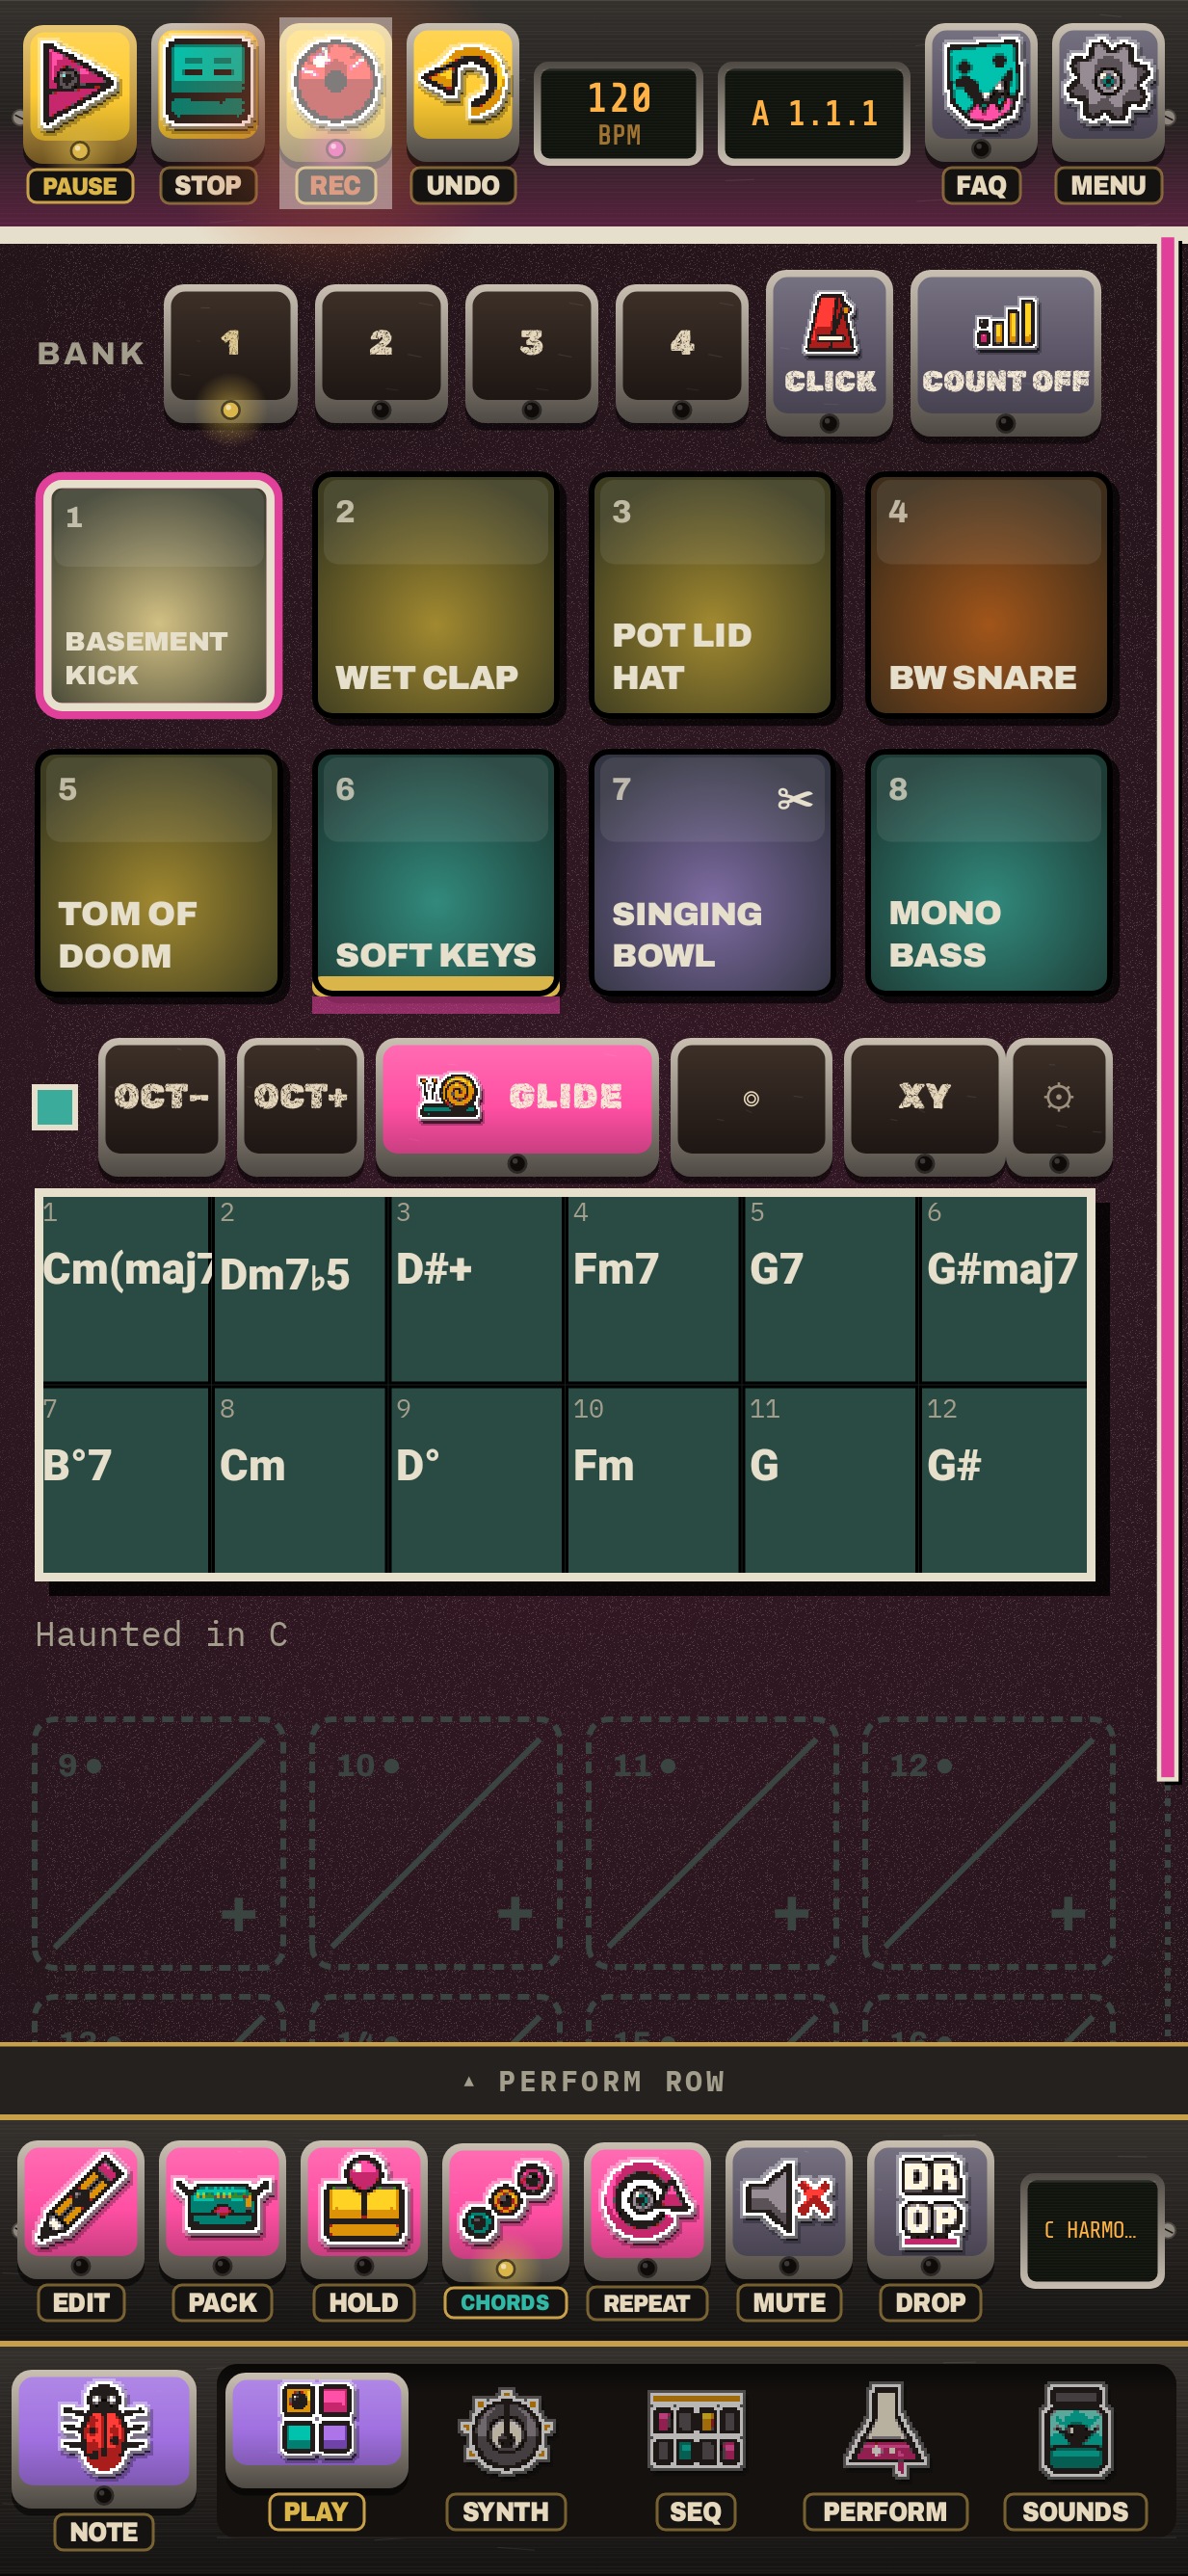 120
BPM
A 1.1.1
PAUSE
STOP
REC
UNDO
FAQ
MENU
BANK
1
2
3
4
CLICK
COUNT OFF
1
BASEMENT
KICK
2
WET CLAP
3
POT LID
HAT
4
BW SNARE
5
TOM OF
DOOM
6
SOFT KEYS
7
SINGING
BOWL
8
MONO
BASS
OCT-
OCT+
GLIDE
XY
1
Cm(maj7
2
Dm7♭5
3
D#+
4
Fm7
5
G7
6
G#maj7
7
B°7
8
Cm
9
D°
10
Fm
11
G
12
G#
Haunted in C
9
10
11
12
13
14
15
16
▲ PERFORM ROW
DR
OP
C HARMO…
EDIT
PACK
HOLD
CHORDS
REPEAT
MUTE
DROP
NOTE
PLAY
SYNTH
SEQ
PERFORM
SOUNDS